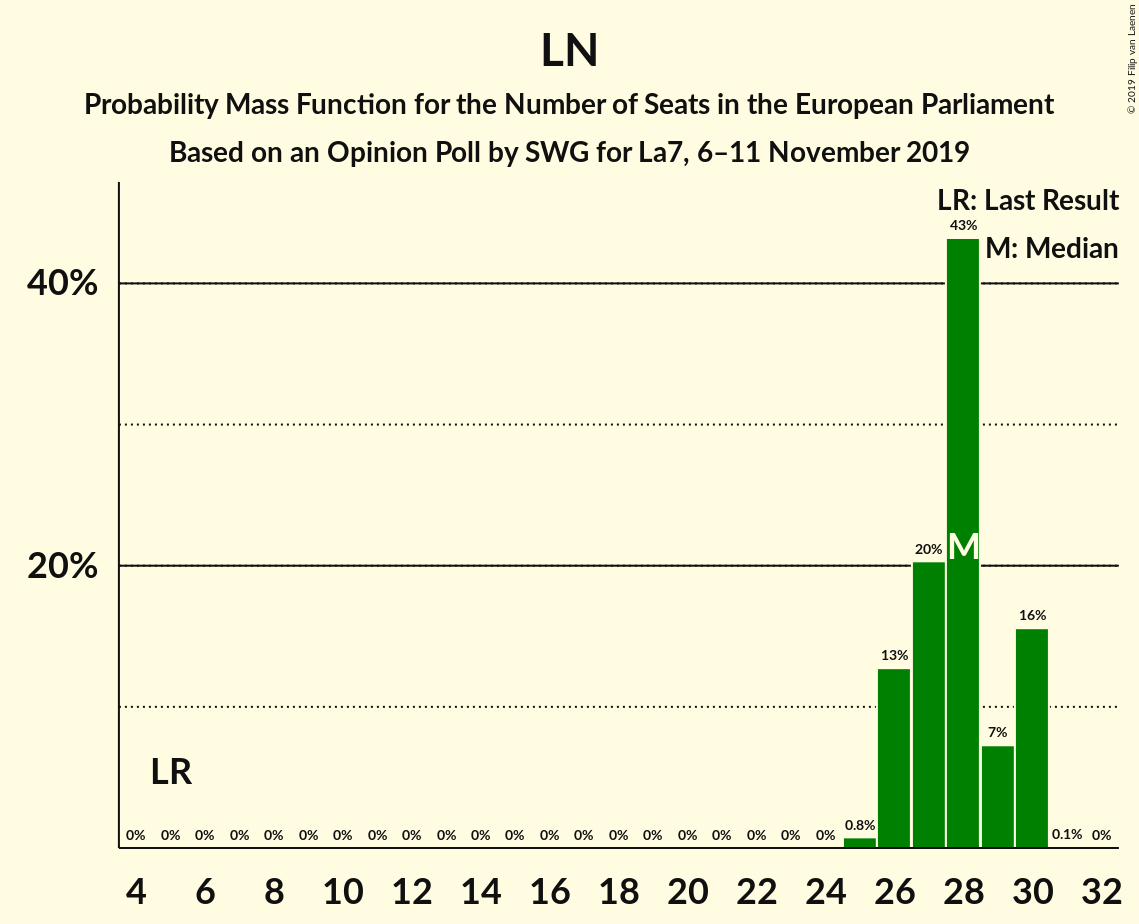 LN
Probability Mass Function for the Number of Seats in the European Parliament
Based on an Opinion Poll by SWG for La7, 6–11 November 2019
© 2019 Filip van Laenen
LR: Last Result
M: Median
40%
20%
43%
20%
M
16%
13%
7%
LR
0% 0% 0% 0% 0% 0% 0% 0% 0% 0% 0% 0% 0% 0% 0% 0% 0% 0% 0% 0% 0% 0.8% 0.1% 0%
4 6 8 10 12 14 16 18 20 22 24 26 28 30 32